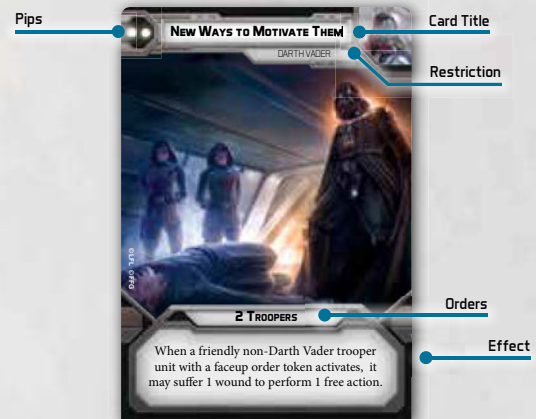 Pips
NEW WAYS TO MOTIVATE THEM
Card Title
DARTH VADER
Restriction
©LFL ©FFG
2 TROOPERS
Orders
When a friendly non-Darth Vader trooper
unit with a faceup order token activates, it
may suffer 1 wound to perform 1 free action.
Effect